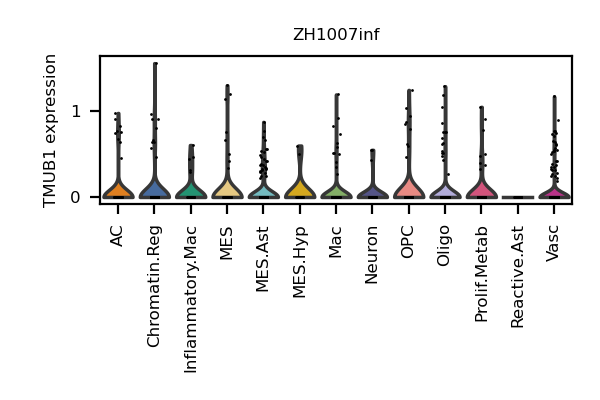 ZH1007inf
TMUB1 expression
1
0
AC
Chromatin.Reg
Inflammatory.Mac
MES
MES.Ast
MES.Hyp
Mac
Neuron
OPC
Oligo
Prolif.Metab
Reactive.Ast
Vasc